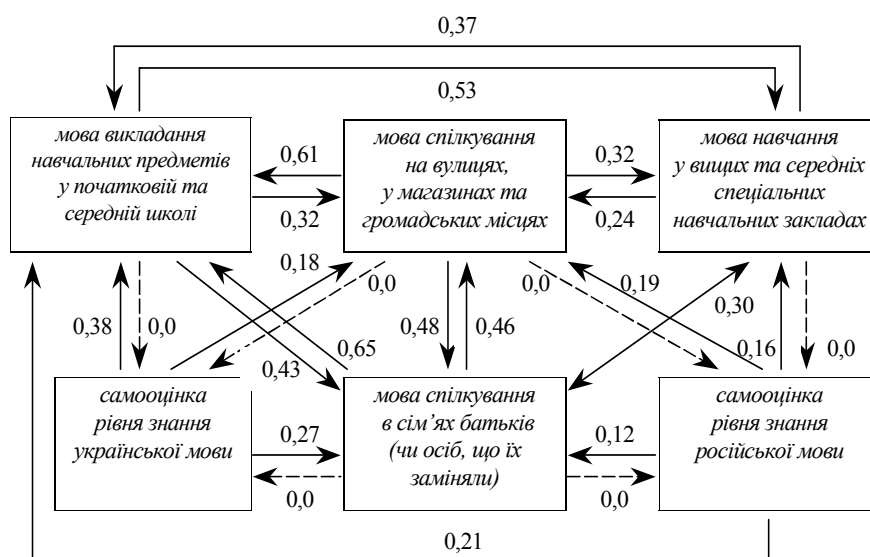 0,37
0,53
мова викладання
навчальних предметів
у початковій та
середній школі
0,61
0,32
мова спілкування
на вулицях,
у магазинах та
громадських місцях
0,32
0,24
мова навчання
у вищих та середніх
спеціальних
навчальних закладах
0,38
0,0
0,18
0,0
0,43
0,65
0,48
0,46
0,0
0,19
0,30
0,16
0,0
самооцінка
рівня знання
української мови
0,27
0,0
мова спілкування
в сім’ях батьків
(чи осіб, що їх
заміняли)
0,12
0,0
самооцінка
рівня знання
російської мови
0,21